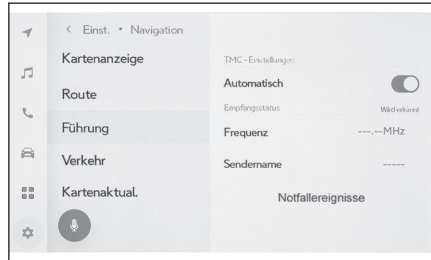 < Einst. • Navigation
Kartenanzeige
Route
Führung
Verkehr
Kartenaktual.
TMC-Einstellungen
Automatisch
Empfangsstatus
Wird erkannt
Frequenz
---.--MHz
Sendername
-----
Notfallereignisse